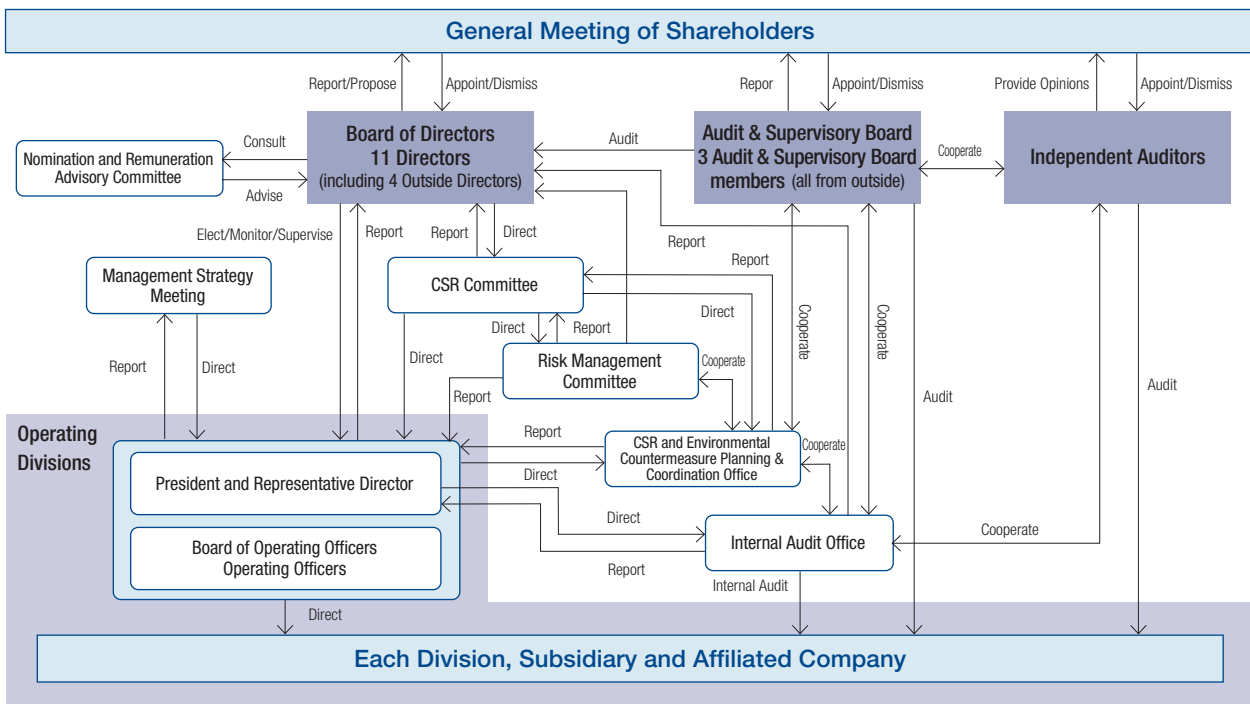 General Meeting of Shareholders
Report/Propose
Appoint/Dismiss
Repor
Appoint/Dismiss
Provide Opinions
Appoint/Dismiss
Board of Directors
11 Directors
(including 4 Outside Directors)
Audit
Audit & Supervisory Board
3 Audit & Supervisory Board
members (all from outside)
Cooperate
Independent Auditors
Consult
Nomination and Remuneration
Advisory Committee
Advise
Elect/Monitor/Supervise
Report
Report
Direct
Report
Report
Management Strategy
Meeting
CSR Committee
Direct
Cooperate
Cooperate
Direct
Report
Report
Direct
Direct
Risk Management
Committee
Cooperate
Report
Audit
Audit
Operating
Divisions
Report
CSR and Environmental
Countermeasure Planning &
Coordination Office
Cooperate
President and Representative Director
Direct
Direct
Internal Audit Office
Cooperate
Board of Operating Officers
Operating Officers
Report
Internal Audit
Direct
Each Division, Subsidiary and Affiliated Company